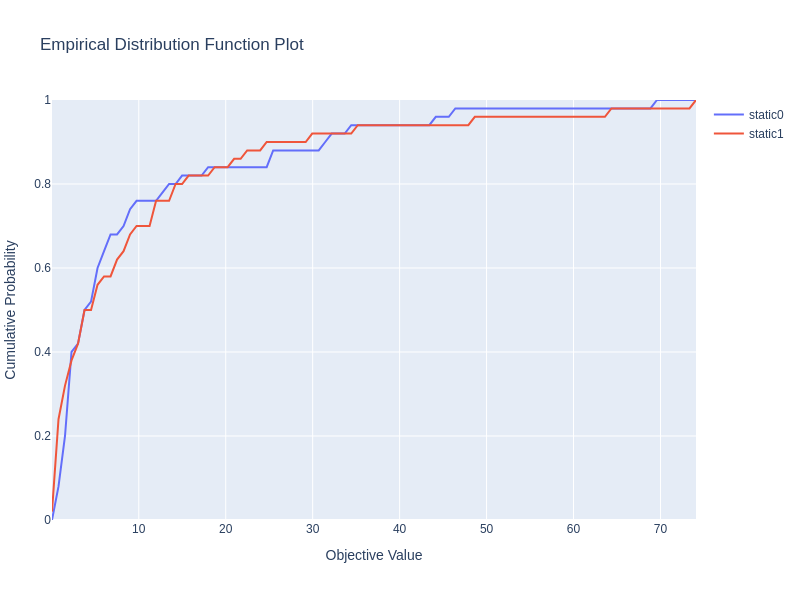 Empirical Distribution Function Plot
1
0.8
0.6
0.4
0.2
0
10 20 30 40 50 60 70
Cumulative Probability
Objective Value
static0
static1